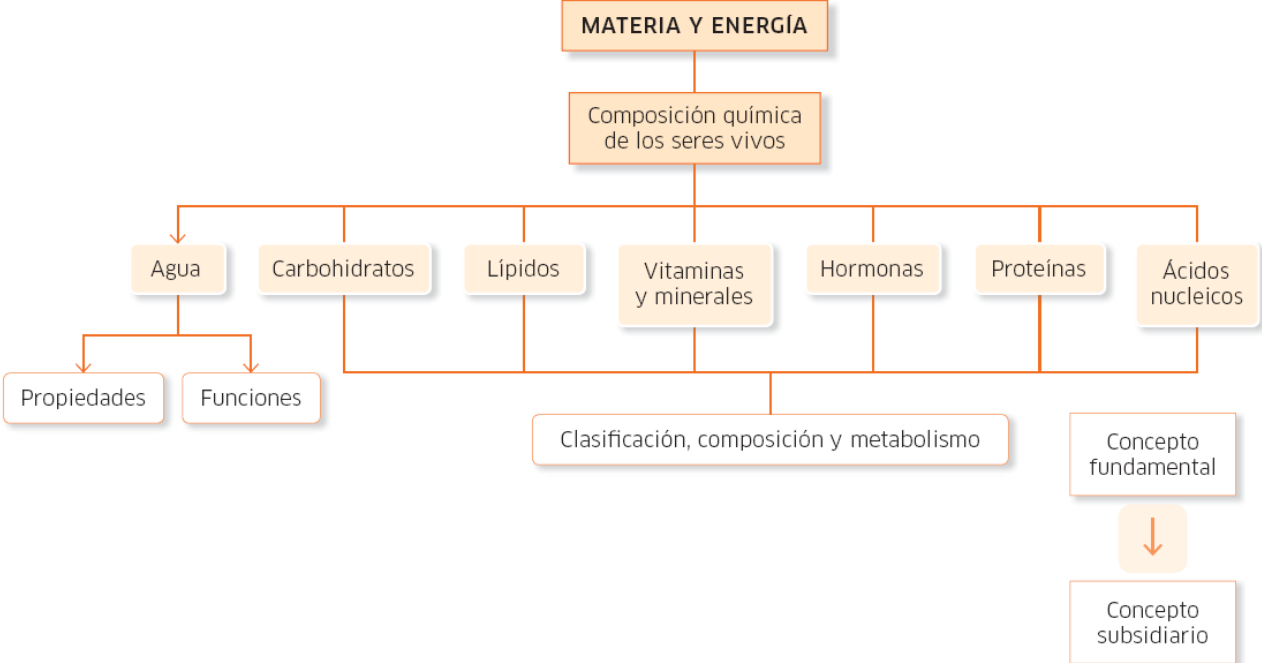 MATERIA Y ENERGÍA
Composición química
de los seres vivos
Agua
Carbohidratos
Lípidos
Vitaminas
y minerales
Hormonas
Proteínas
Ácidos
nucleicos
Propiedades
Funciones
Clasificación, composición y metabolismo
Concepto
fundamental
Concepto
subsidiario